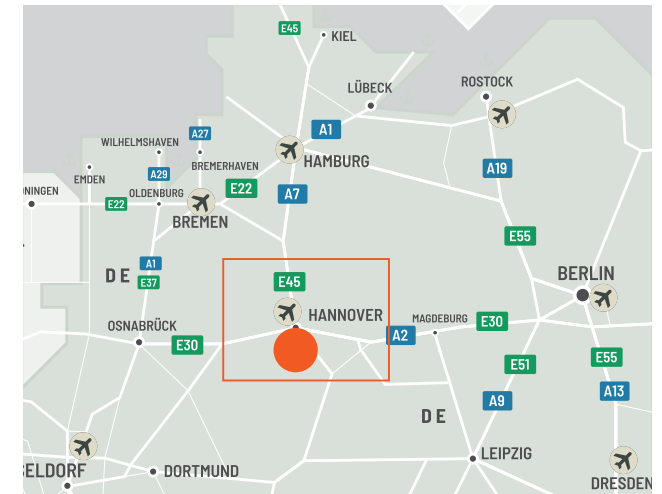 E45
KIEL
LÜBECK
ROSTOCK
A27
A1
WILHELMSHAVEN
HAMBURG
BREMERHAVEN
A19
EMDEN
A29
E22
A7
NINGEN
OLDENBURG
E22
BREMEN
E55
A1
DE
E37
BERLIN
E45
HANNOVER
MAGDEBURG
E30
OSNABRÜCK
A2
E30
E51
E55
A9
A13
DE
LEIPZIG
SELDORF
DORTMUND
DRESDEN